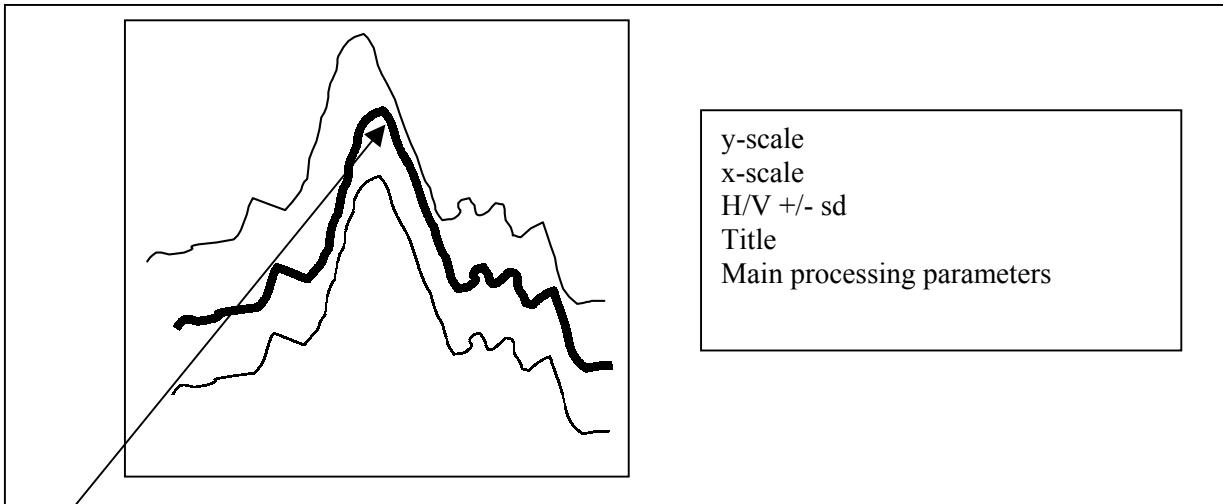 y-scale
x-scale
H/V +/- sd
Title
Main processing parameters